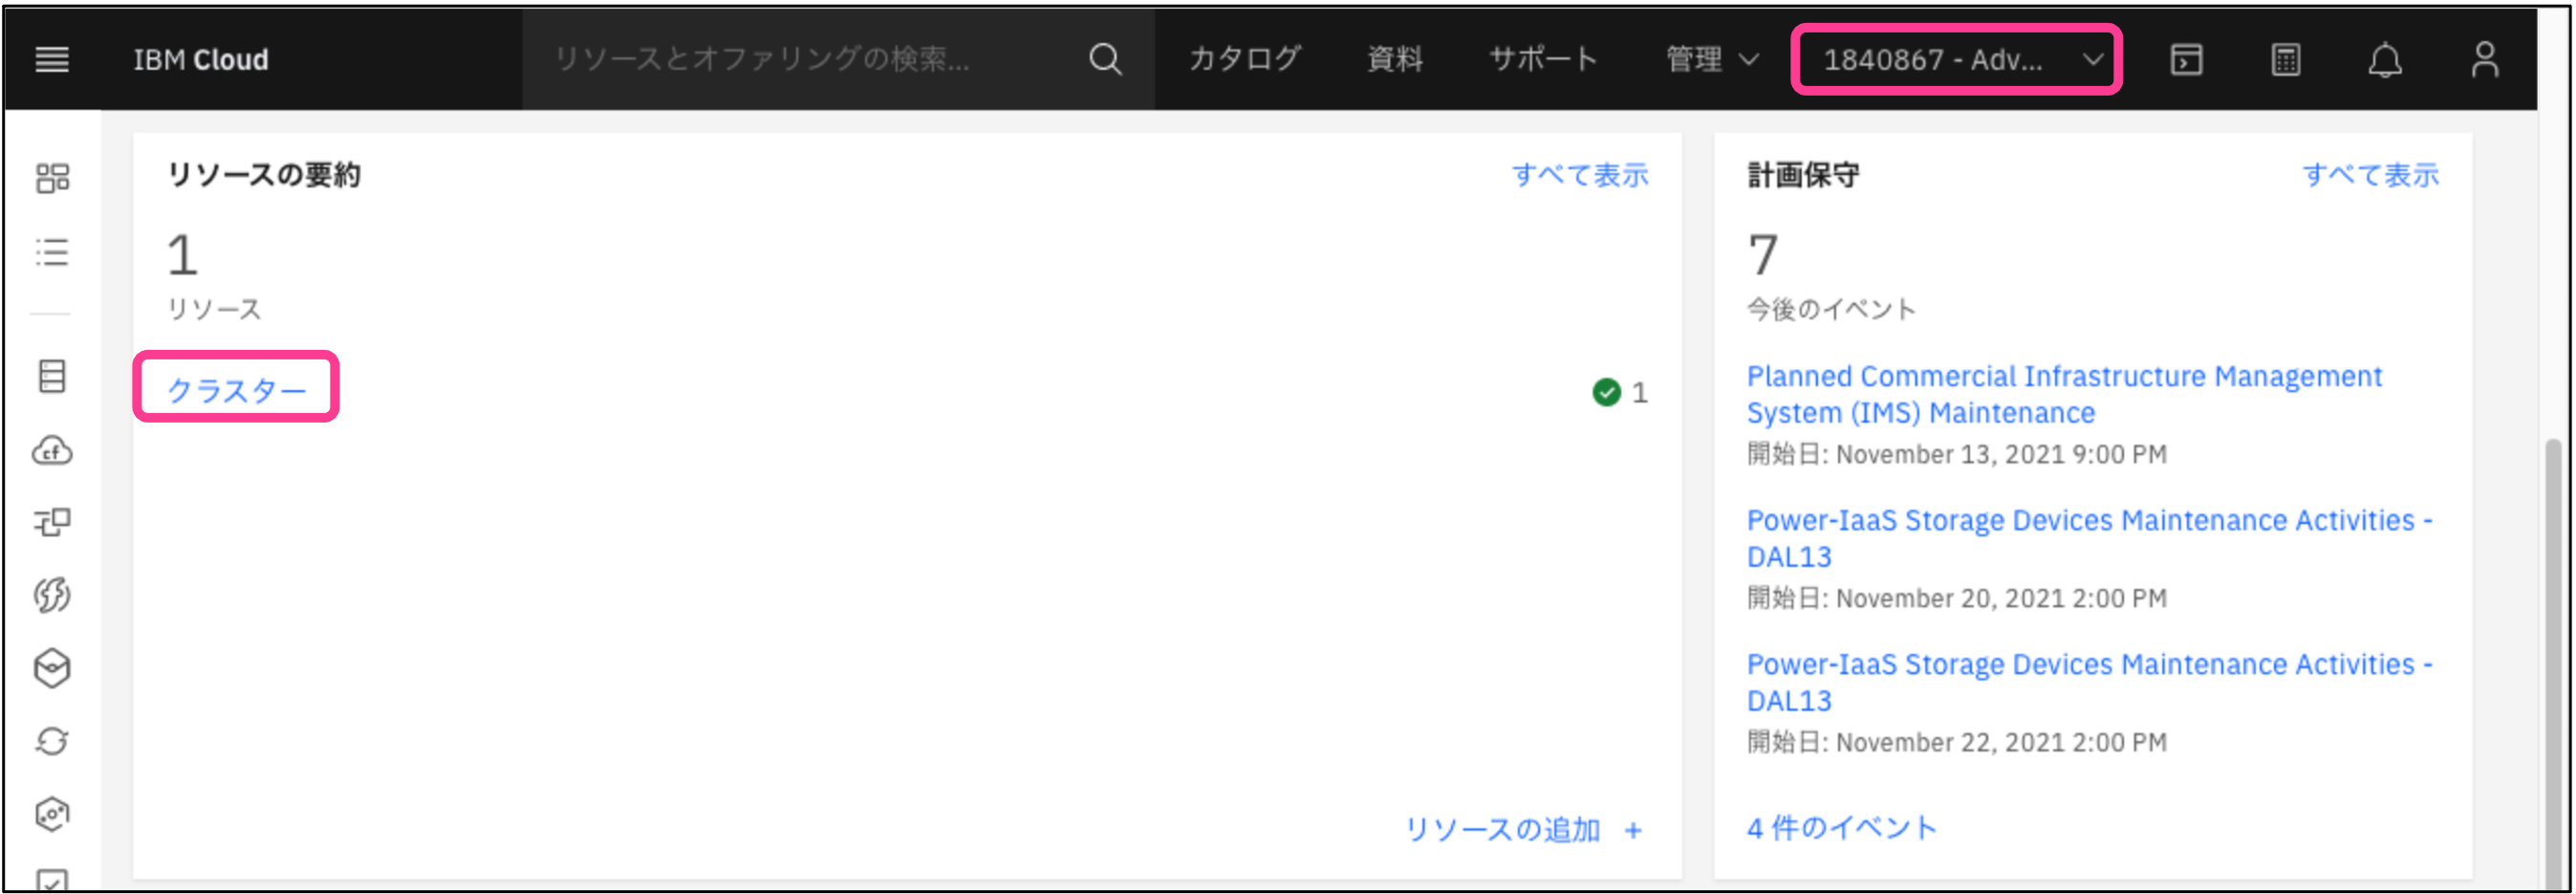 IBM Cloud
リソースとオファリングの検索...
カタログ
資料
サポート
管理
1840867 - Adv...
リソースの要約
すべて表示
1
リソース
クラスター
1
リソースの追加 +
計画保守
すべて表示
7
今後のイベント
Planned Commercial Infrastructure Management
System (IMS) Maintenance
開始日: November 13, 2021 9:00 PM
Power-IaaS Storage Devices Maintenance Activities -
DAL13
開始日: November 20, 2021 2:00 PM
Power-IaaS Storage Devices Maintenance Activities -
DAL13
開始日: November 22, 2021 2:00 PM
4 件のイベント
cf